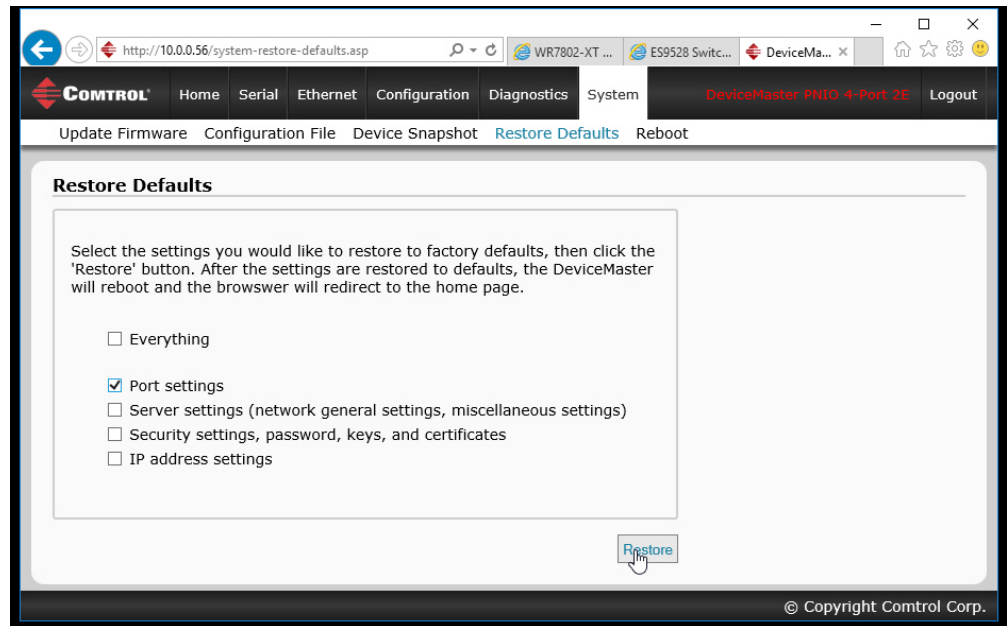 http://10.0.0.56/system-restore-defaults.asp WR7802-XT ... ES9528 Switc... DeviceMa...
COMTROL Home Serial Ethernet Configuration Diagnostics System DeviceMaster PNIO 4-Port 2E Logout
Update Firmware Configuration File Device Snapshot Restore Defaults Reboot
Restore Defaults
Select the settings you would like to restore to factory defaults, then click the
'Restore' button. After the settings are restored to defaults, the DeviceMaster
will reboot and the browswer will redirect to the home page.
Everything
Port settings
Server settings (network general settings, miscellaneous settings)
Security settings, password, keys, and certificates
IP address settings
Restore
© Copyright Comtrol Corp.